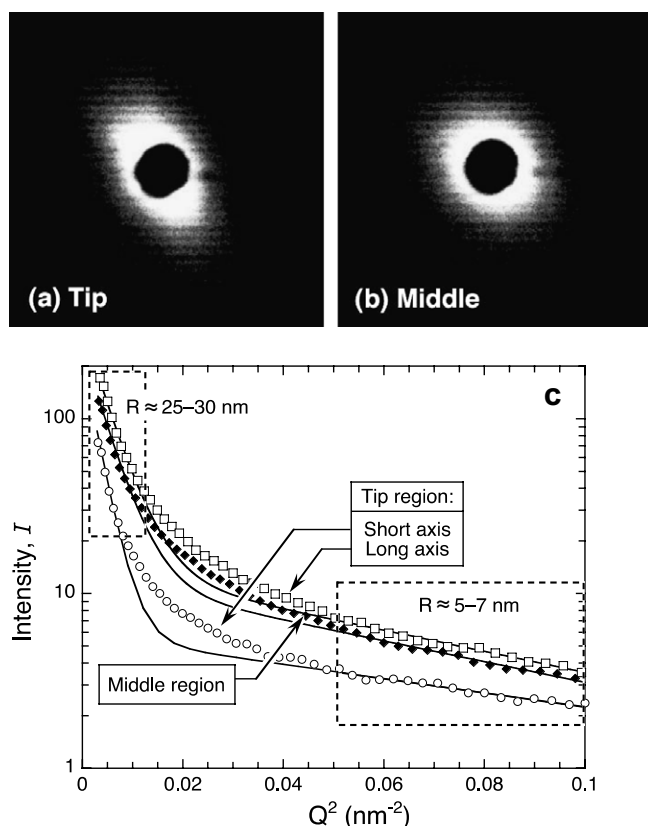 (a) Tip
(b) Middle
c
100
10
1
Intensity, I
R ≈ 25–30 nm
Tip region:
Short axis
Long axis
R ≈ 5–7 nm
Middle region
0
0.02
0.04
0.06
0.08
0.1
Q² (nm⁻²)